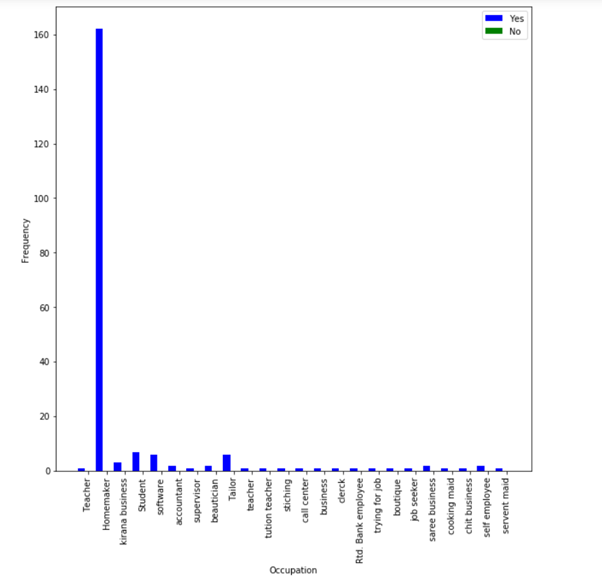 Yes
No
160
140
120
100
80
60
40
20
0
Frequency
Teacher
Homemaker
kirana business
Student
software
accountant
supervisor
beautician
Tailor
teacher
tution teacher
stiching
call center
business
clerck
Rtd. Bank employee
trying for job
boutique
job seeker
saree business
cooking maid
chit business
self employee
servent maid
Occupation